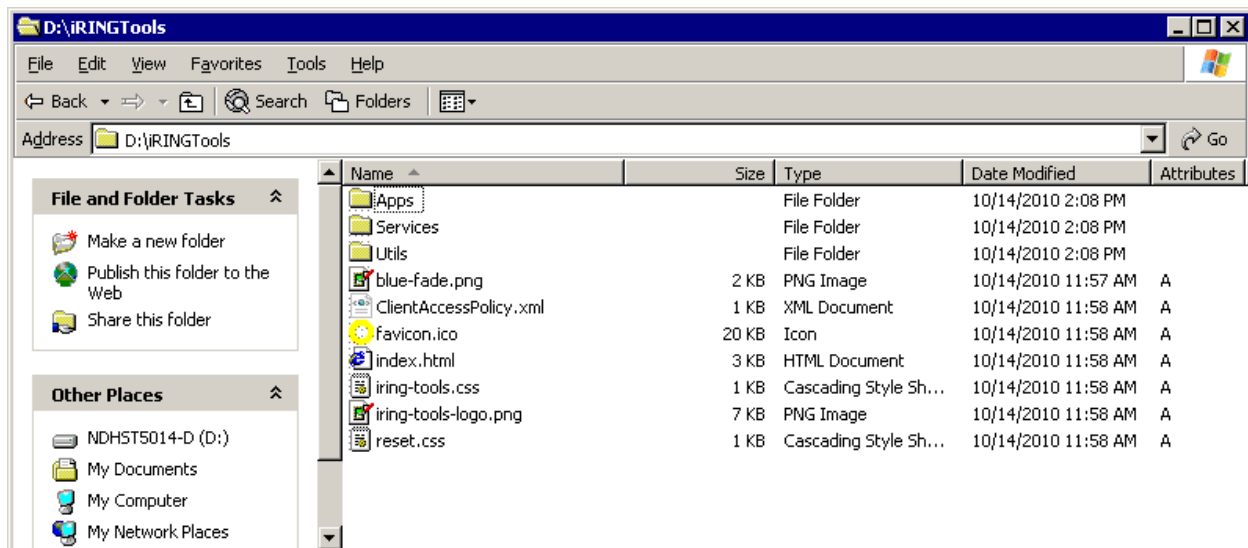 D:\iRINGTools
File Edit View Favorites Tools Help
Back Search Folders
Address D:\iRINGTools Go
File and Folder Tasks
Make a new folder
Publish this folder to the
Web
Share this folder
Other Places
NDHST5014-D (D:)
My Documents
My Computer
My Network Places
Name Size Type Date Modified Attributes
Apps File Folder 10/14/2010 2:08 PM
Services File Folder 10/14/2010 2:08 PM
Utils File Folder 10/14/2010 2:08 PM
blue-fade.png 2 KB PNG Image 10/14/2010 11:57 AM A
ClientAccessPolicy.xml 1 KB XML Document 10/14/2010 11:58 AM A
favicon.ico 20 KB Icon 10/14/2010 11:58 AM A
index.html 3 KB HTML Document 10/14/2010 11:58 AM A
iring-tools.css 1 KB Cascading Style Sh... 10/14/2010 11:58 AM A
iring-tools-logo.png 7 KB PNG Image 10/14/2010 11:58 AM A
reset.css 1 KB Cascading Style Sh... 10/14/2010 11:58 AM A